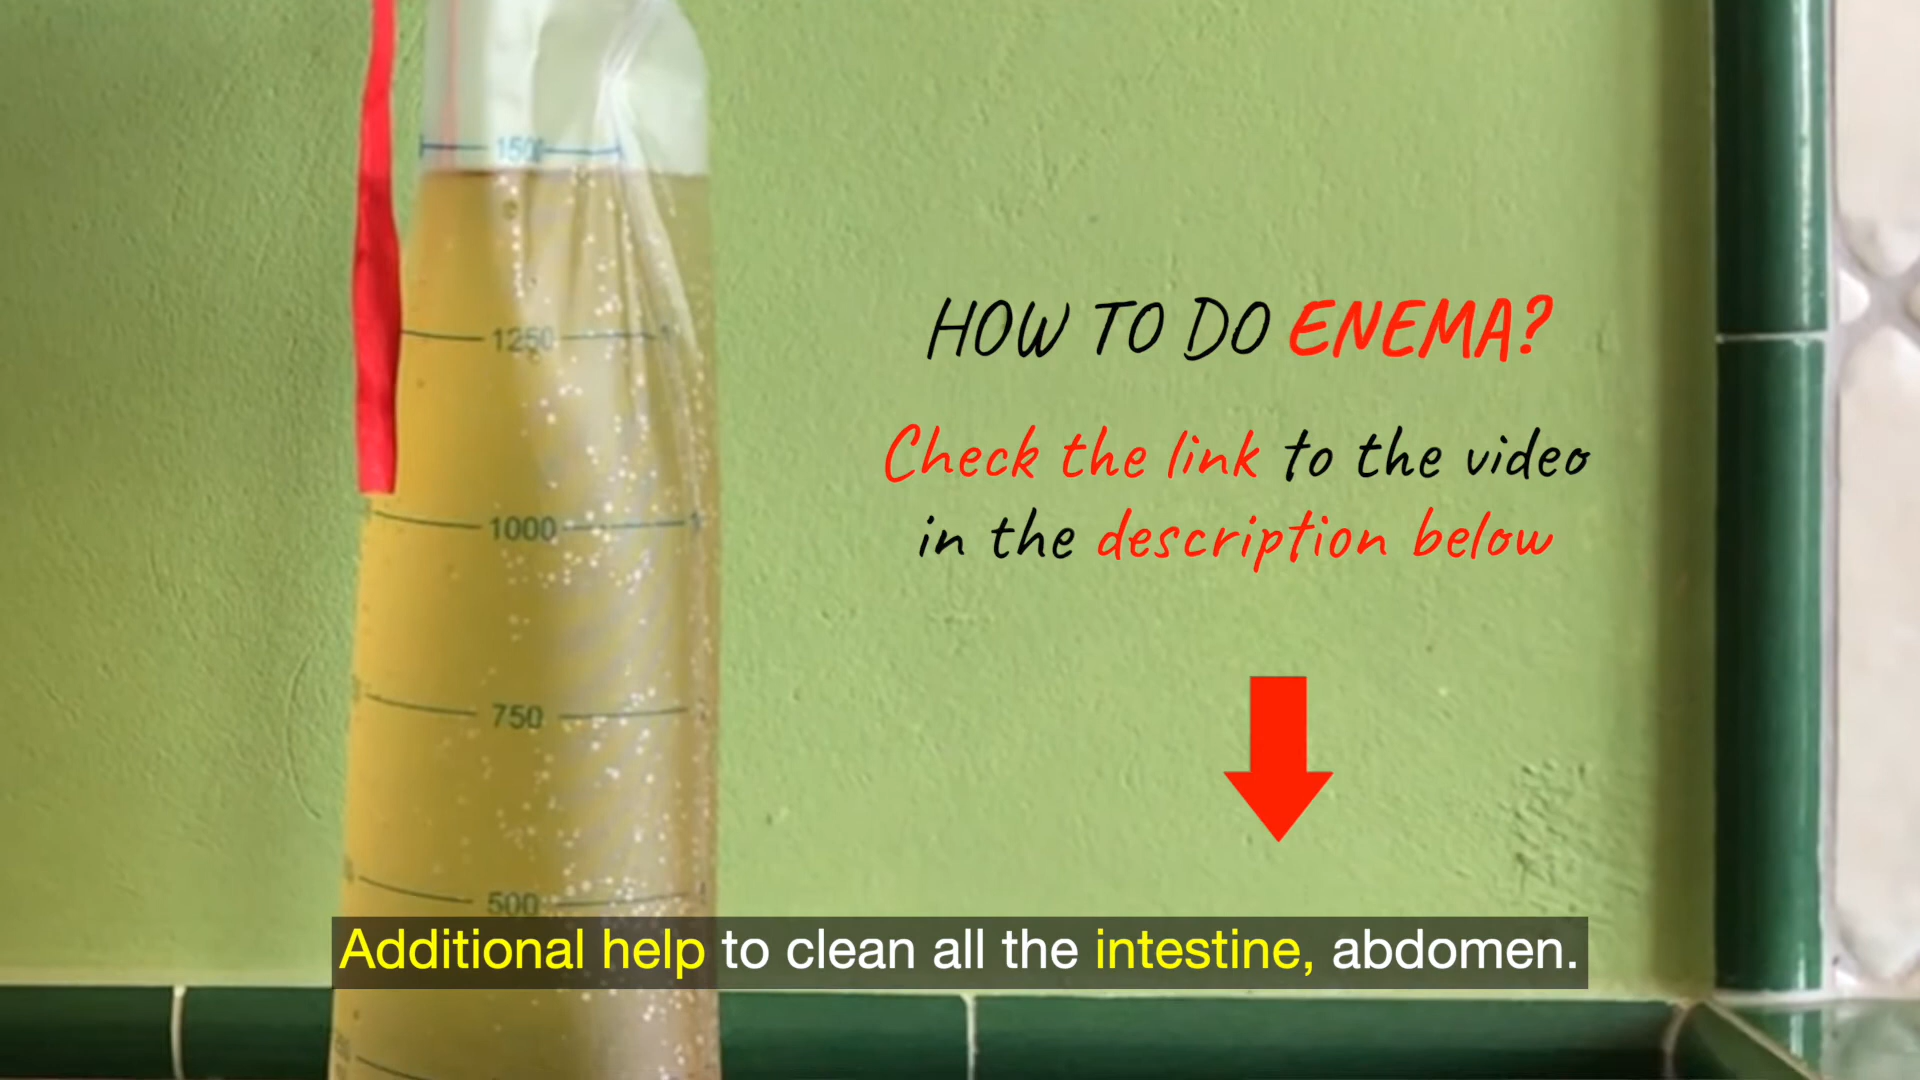 1500
1250
1000
750
500
HOW TO DO ENEMA?
Check the link to the video
in the description below
Additional help to clean all the intestine, abdomen.